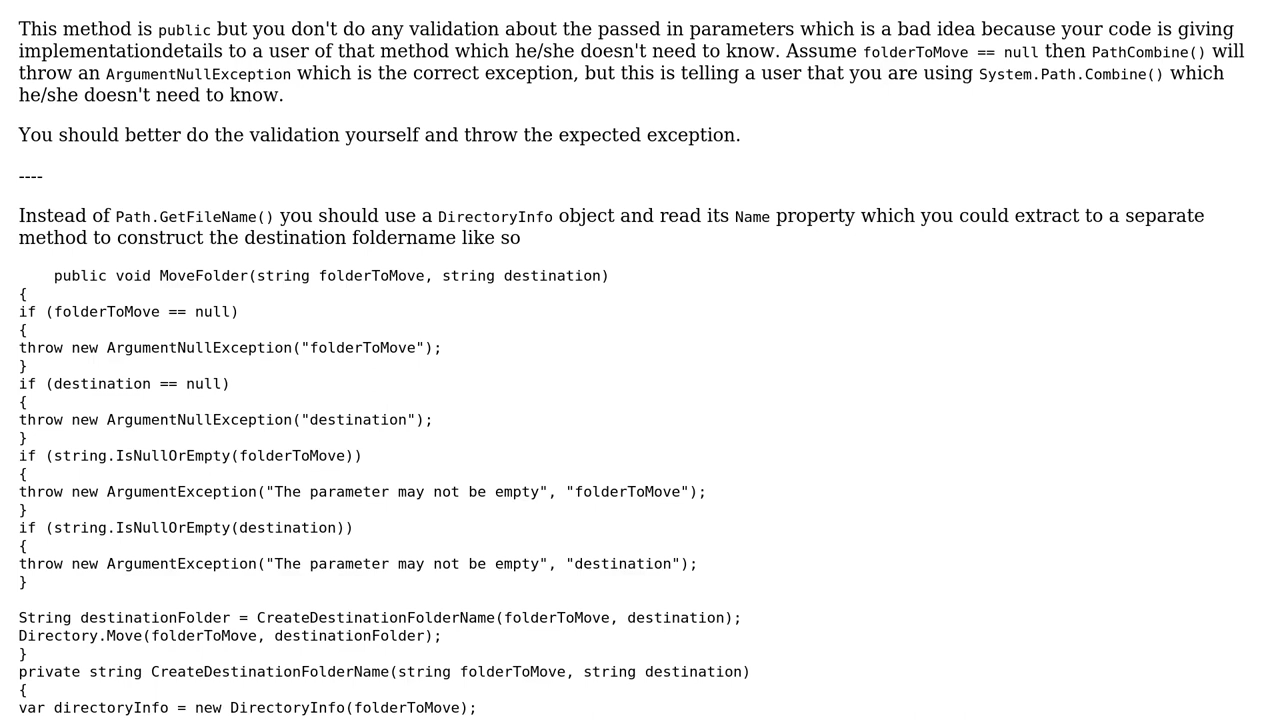 This method is public but you don't do any validation about the passed in parameters which is a bad idea because your code is giving
implementationdetails to a user of that method which he/she doesn't need to know. Assume folderToMove == null then PathCombine() will
throw an ArgumentNullException which is the correct exception, but this is telling a user that you are using System.Path.Combine() which
he/she doesn't need to know.
You should better do the validation yourself and throw the expected exception.
----
Instead of Path.GetFileName() you should use a DirectoryInfo object and read its Name property which you could extract to a separate
method to construct the destination foldername like so
    public void MoveFolder(string folderToMove, string destination)
{
if (folderToMove == null)
{
throw new ArgumentNullException("folderToMove");
}
if (destination == null)
{
throw new ArgumentNullException("destination");
}
if (string.IsNullOrEmpty(folderToMove))
{
throw new ArgumentException("The parameter may not be empty", "folderToMove");
}
if (string.IsNullOrEmpty(destination))
{
throw new ArgumentException("The parameter may not be empty", "destination");
}
String destinationFolder = CreateDestinationFolderName(folderToMove, destination);
Directory.Move(folderToMove, destinationFolder);
}
private string CreateDestinationFolderName(string folderToMove, string destination)
{
var directoryInfo = new DirectoryInfo(folderToMove);